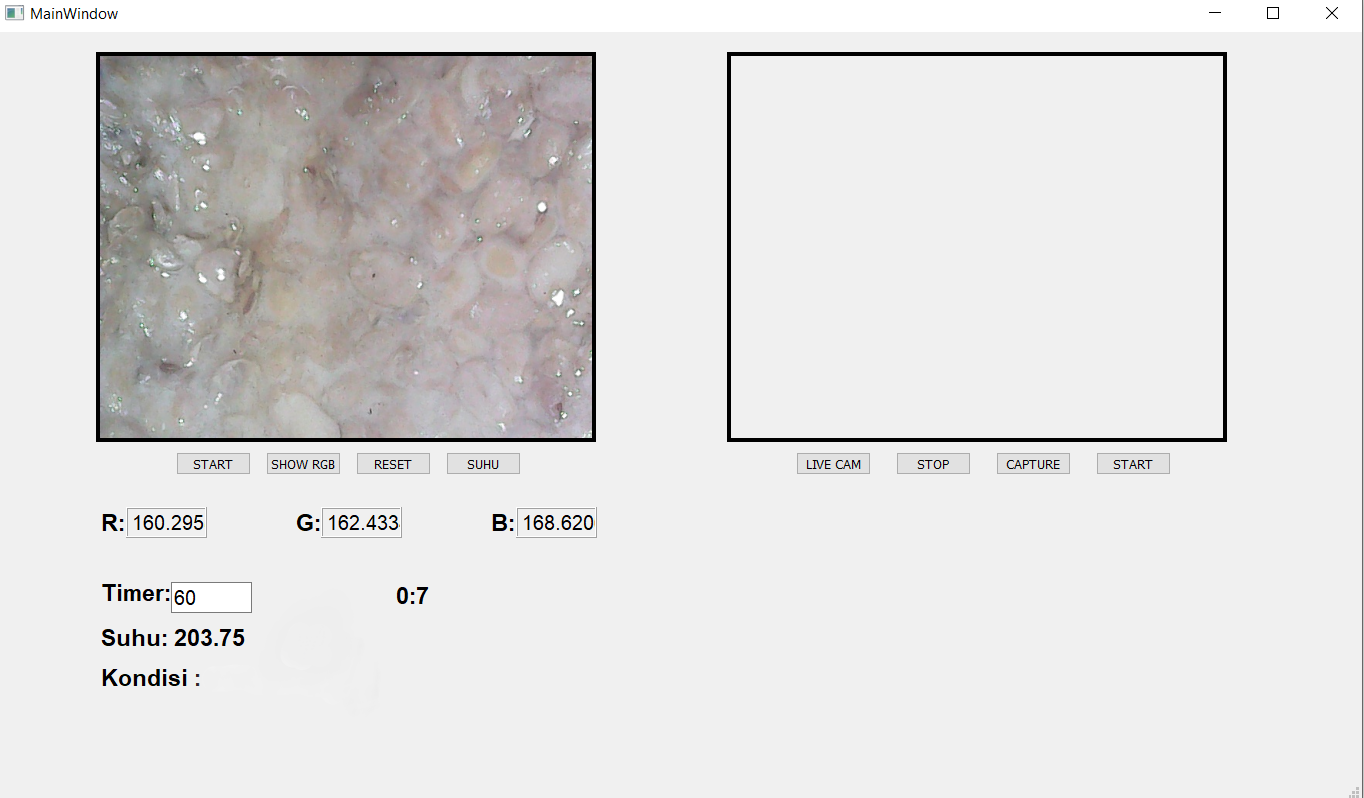 MainWindow
START SHOW RGB RESET SUHU
LIVE CAM STOP CAPTURE START
R: 160.295 G: 162.433 B: 168.620
Timer: 60 0:7
Suhu: 203.75
Kondisi :